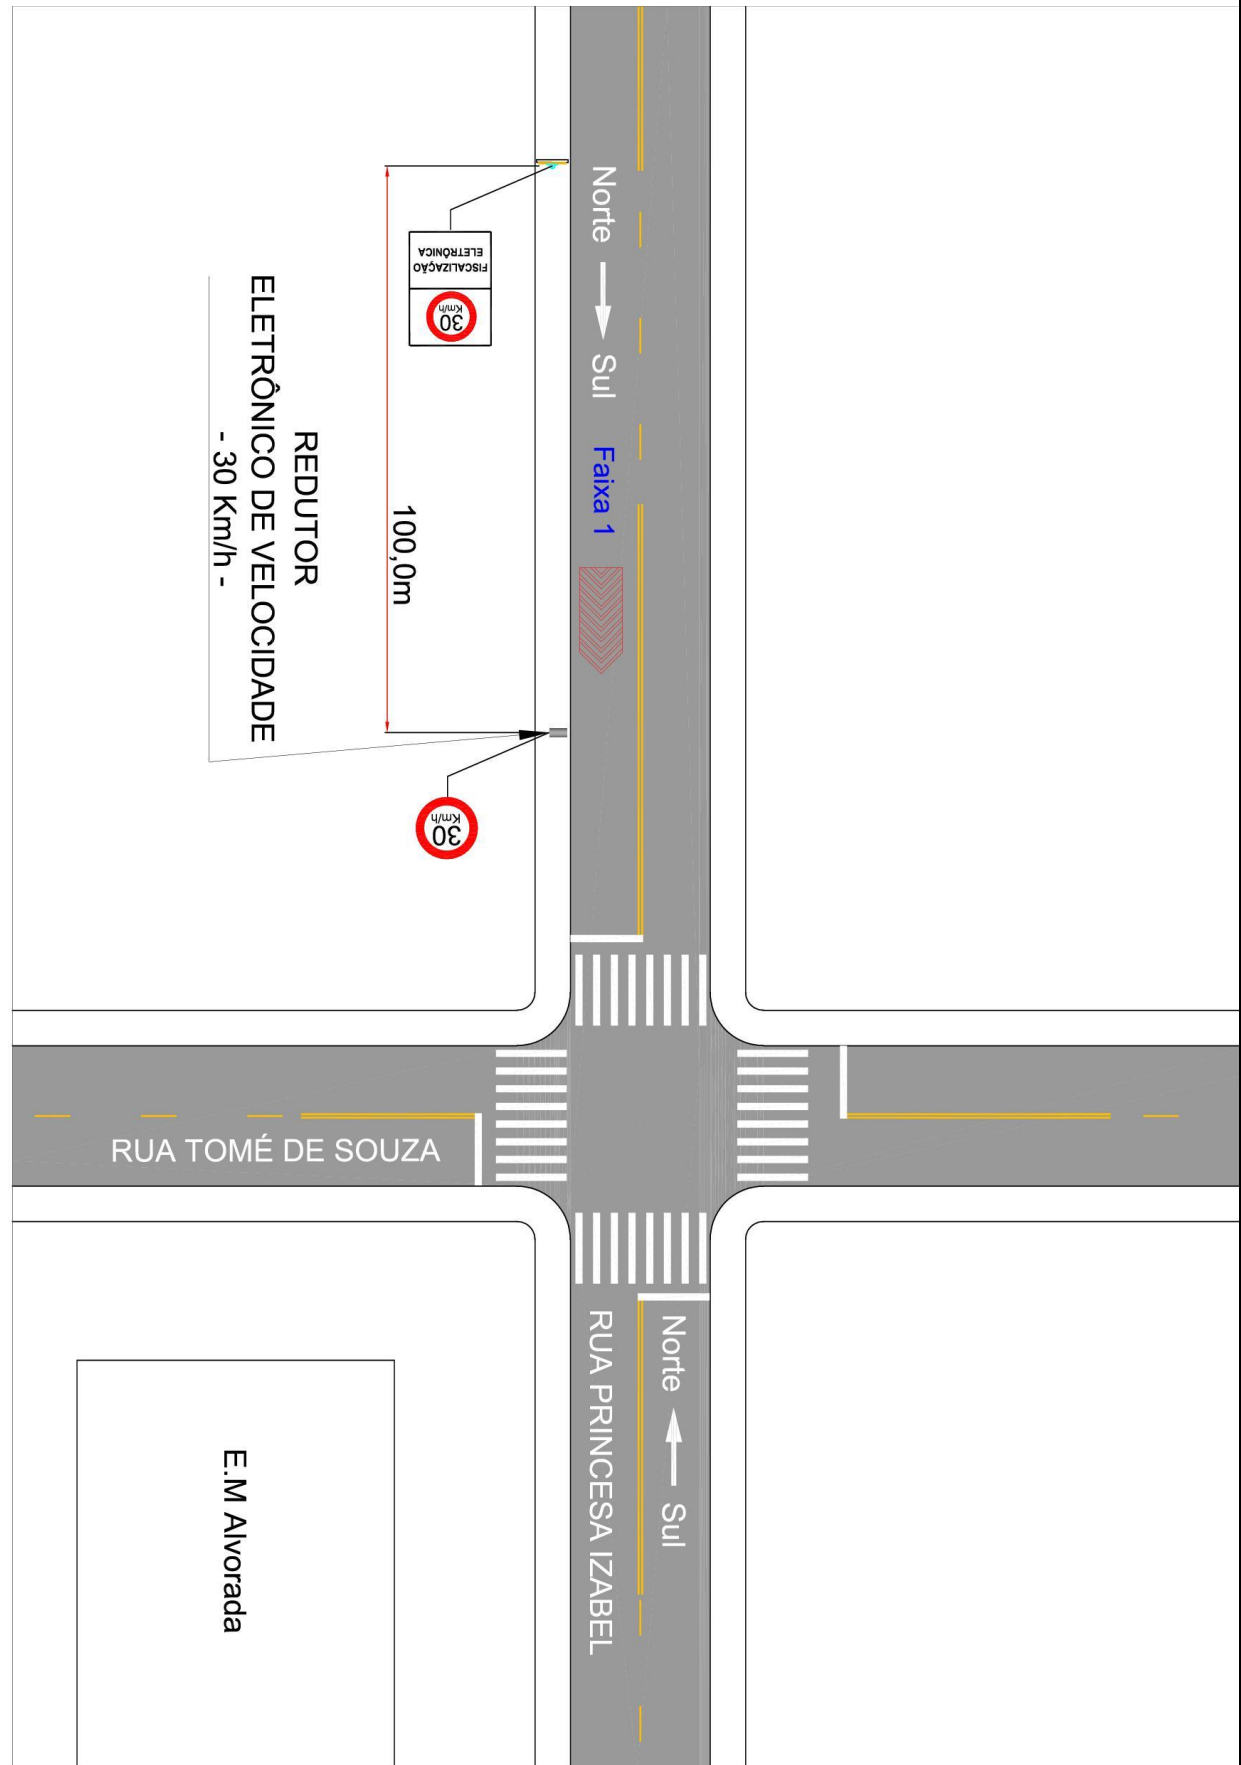 Norte
Sul
Faixa 1
FISCALIZAÇÃO
ELETRÔNICA
30
Km/h
REDUTOR
ELETRÔNICO DE VELOCIDADE
- 30 Km/h -
100,0m
30
Km/h
RUA TOMÉ DE SOUZA
Norte
Sul
RUA PRINCESA IZABEL
E.M Alvorada